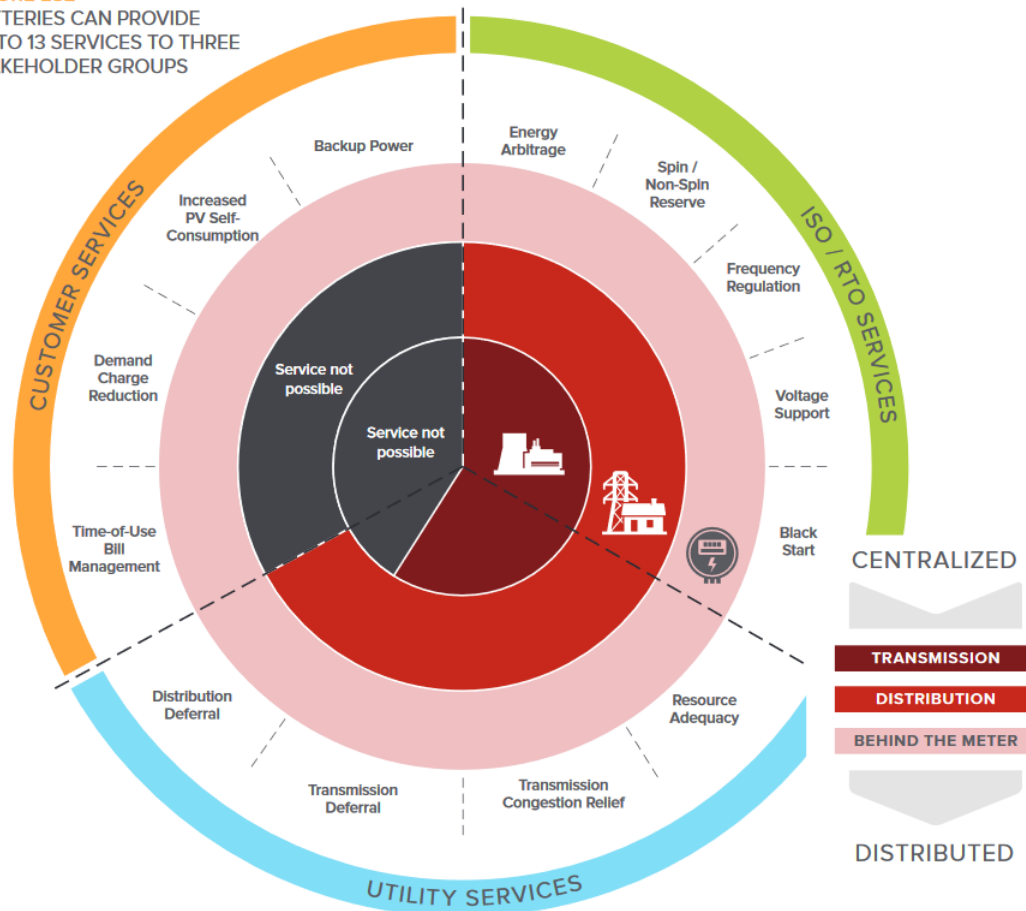 TTERIES CAN PROVIDE
TO 13 SERVICES TO THREE
AKEHOLDER GROUPS
CUSTOMER SERVICES
ISO / RTO SERVICES
UTILITY SERVICES
Backup Power
Increased
PV Self-
Consumption
Demand
Charge
Reduction
Time-of-Use
Bill
Management
Energy
Arbitrage
Spin /
Non-Spin
Reserve
Frequency
Regulation
Voltage
Support
Black
Start
Resource
Adequacy
Transmission
Congestion Relief
Transmission
Deferral
Distribution
Deferral
Service not
possible
Service not
possible
CENTRALIZED
TRANSMISSION
DISTRIBUTION
BEHIND THE METER
DISTRIBUTED